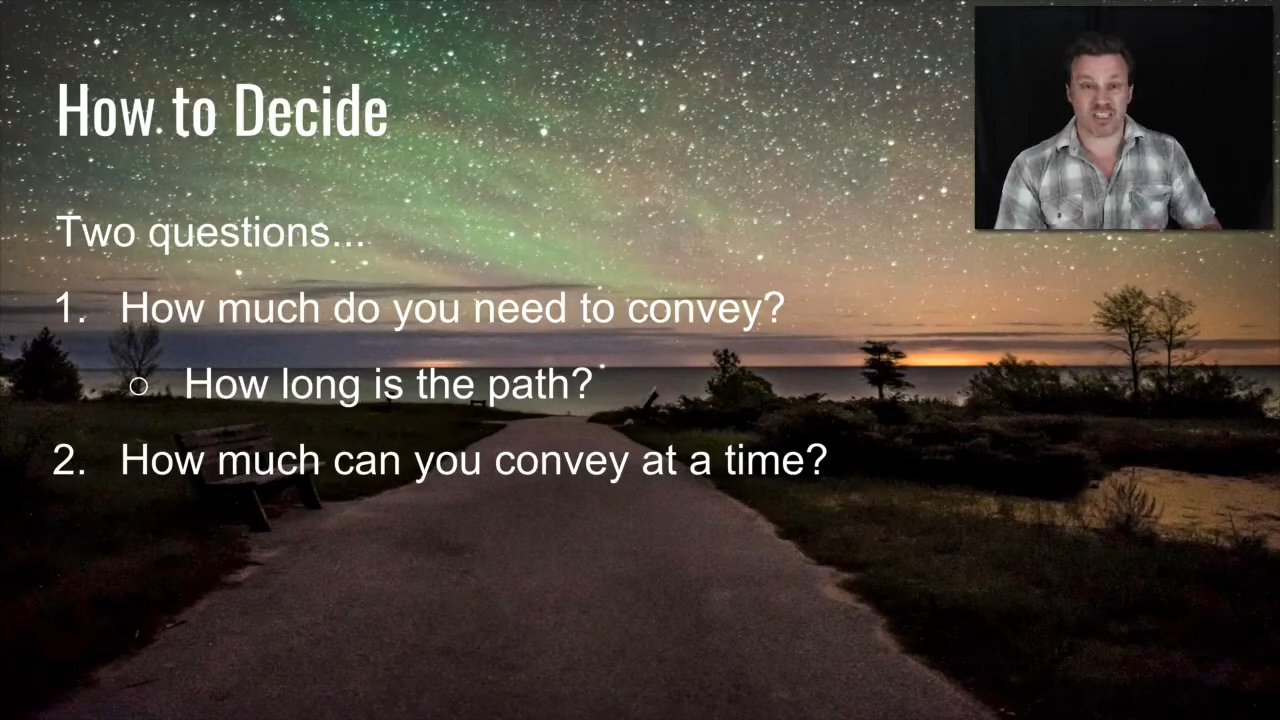 How to Decide
Two questions...
1. How much do you need to convey?
○ How long is the path?
2. How much can you convey at a time?